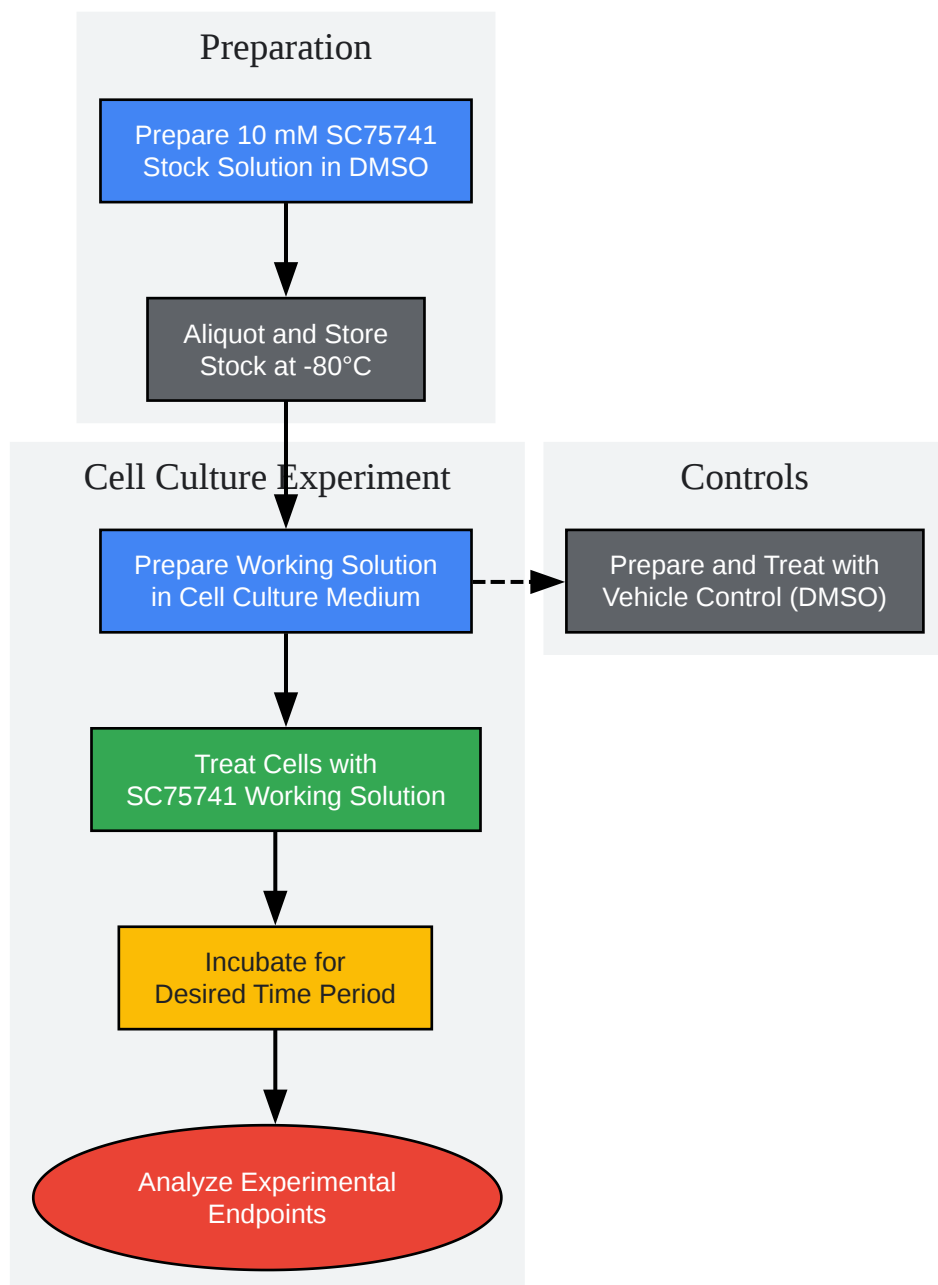 Preparation
Prepare 10 mM SC75741
Stock Solution in DMSO
Aliquot and Store
Stock at -80°C
Cell Culture Experiment
Controls
Prepare Working Solution
in Cell Culture Medium
Prepare and Treat with
Vehicle Control (DMSO)
Treat Cells with
SC75741 Working Solution
Incubate for
Desired Time Period
Analyze Experimental
Endpoints